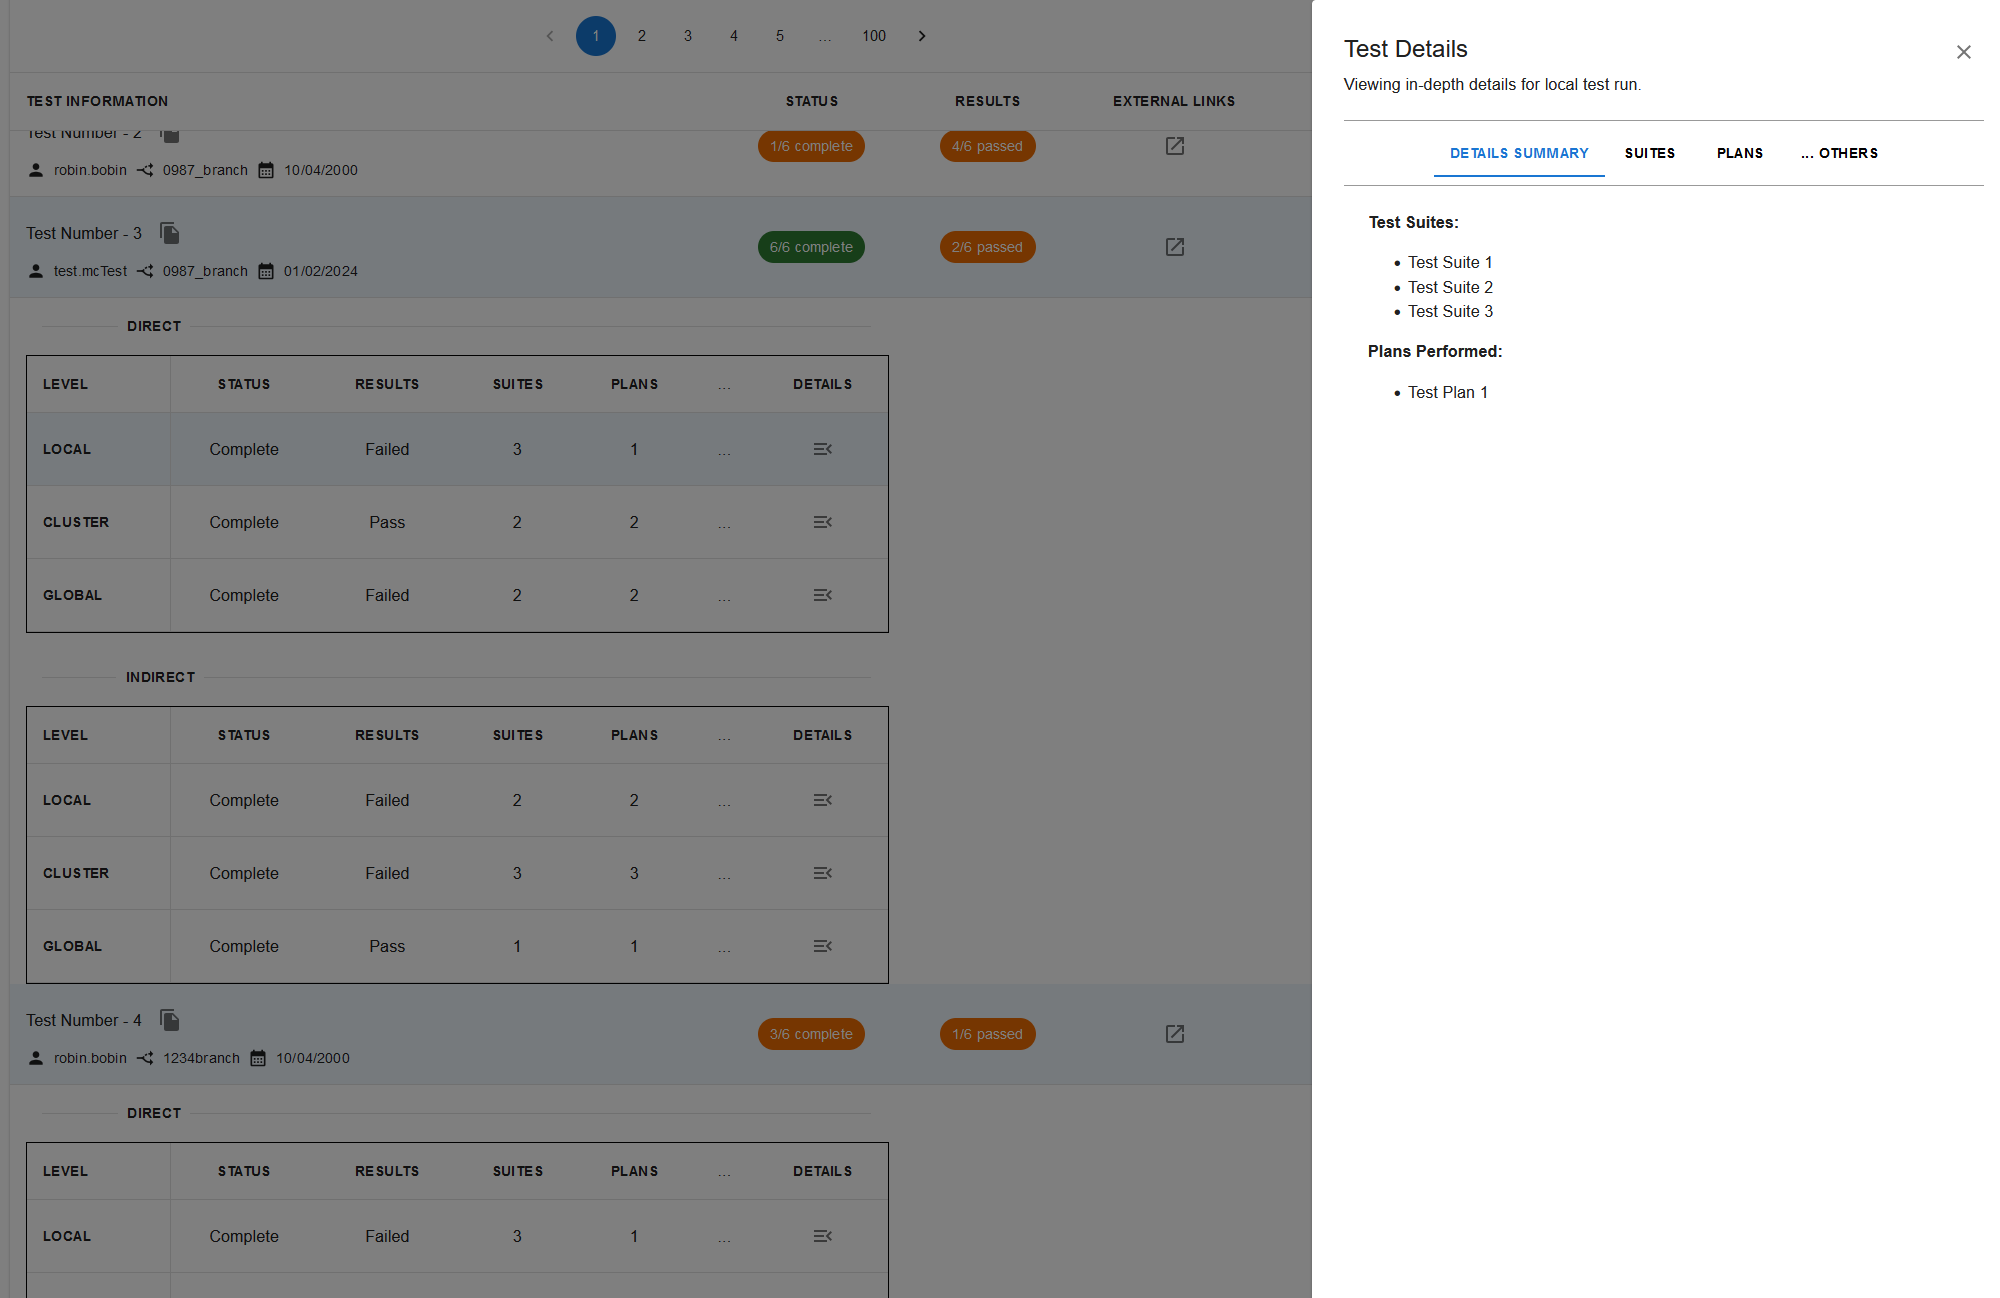 1 2 3 4 5 ... 100
TEST INFORMATION STATUS RESULTS EXTERNAL LINKS
Test Number - 2 1/6 complete 4/6 passed
robin.bobin 0987_branch 10/04/2000
Test Number - 3 6/6 complete 2/6 passed
test.mcTest 0987_branch 01/02/2024
DIRECT
LEVEL STATUS RESULTS SUITES PLANS ... DETAILS
LOCAL Complete Failed 3 1 ...
CLUSTER Complete Pass 2 2 ...
GLOBAL Complete Failed 2 2 ...
INDIRECT
LEVEL STATUS RESULTS SUITES PLANS ... DETAILS
LOCAL Complete Failed 2 2 ...
CLUSTER Complete Failed 3 3 ...
GLOBAL Complete Pass 1 1 ...
Test Number - 4 3/6 complete 1/6 passed
robin.bobin 1234branch 10/04/2000
DIRECT
LEVEL STATUS RESULTS SUITES PLANS ... DETAILS
LOCAL Complete Failed 3 1 ...
Test Details
Viewing in-depth details for local test run.
DETAILS SUMMARY SUITES PLANS ... OTHERS
Test Suites:
• Test Suite 1
• Test Suite 2
• Test Suite 3
Plans Performed:
• Test Plan 1